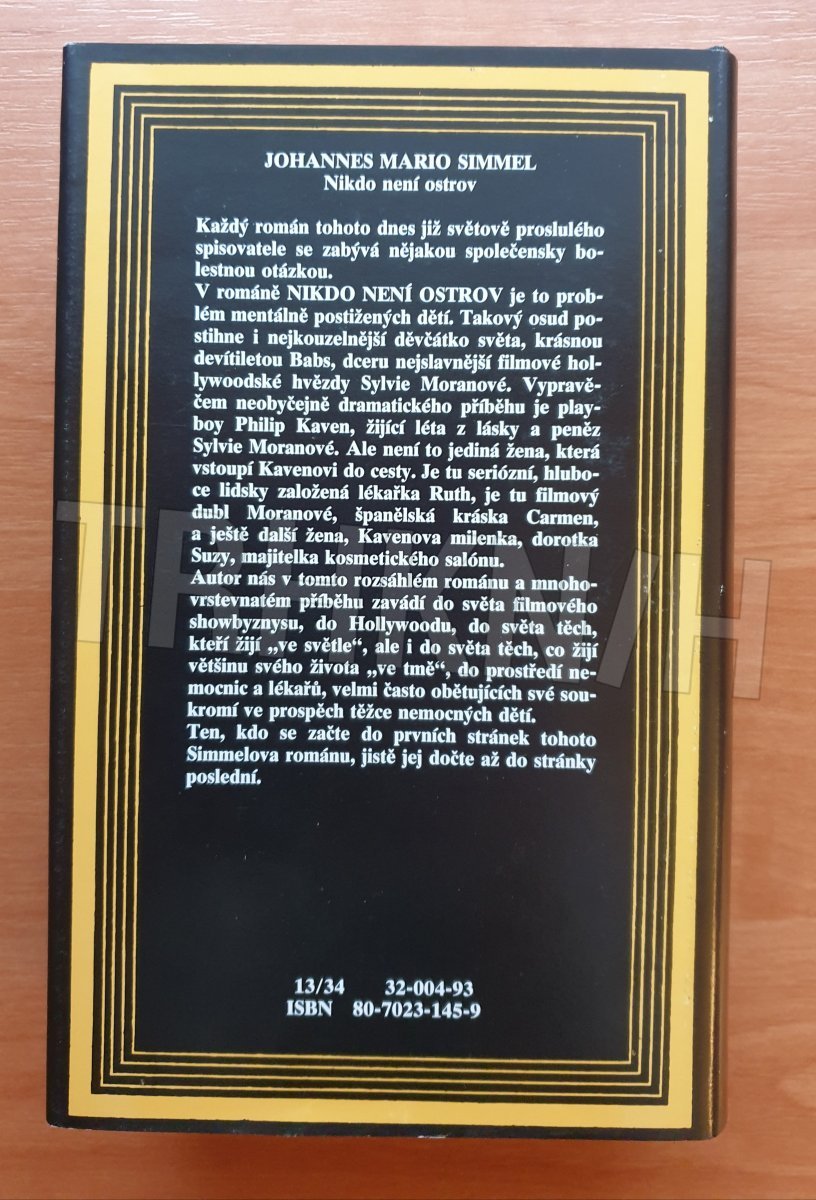 JOHANNES MARIO SIMMEL
Nikdo není ostrov
Každý román tohoto dnes již světově proslulého
spisovatele se zabývá nějakou společensky bo-
lestnou otázkou.
V románě NIKDO NENÍ OSTROV je to prob-
lém mentálně postižených dětí. Takový osud po-
stihne i nejkouzelnější děvčátko světa, krásnou
devítiletou Babs, dceru nejslavnější filmové hol-
lywoodské hvězdy Sylvie Moranové. Vypravě-
čem neobyčejně dramatického příběhu je play-
boy Philip Kaven, žijící léta z lásky a peněz
Sylvie Moranové. Ale není to jediná žena, která
vstoupí Kavenovi do cesty. Je tu seriózní, hlubo-
ce lidsky založená lékařka Ruth, je tu filmový
dubl Moranové, španělská kráska Carmen,
a ještě další žena, Kavenova milenka, dorotka
Suzy, majitelka kosmetického salónu.
Autor nás v tomto rozsáhlém románu a mnoho-
vrstevnatém příběhu zavádí do světa filmového
showbyznysu, do Hollywoodu, do světa těch,
kteří žijí „ve světle“, ale i do světa těch, co žijí
většinu svého života „ve tmě“, do prostředí ne-
mocnic a lékařů, velmi často obětujících své sou-
kromí ve prospěch těžce nemocných dětí.
Ten, kdo se začte do prvních stránek tohoto
Simmelova románu, jistě jej dočte až do stránky
poslední.
13/34 32-004-93
ISBN 80-7023-145-9